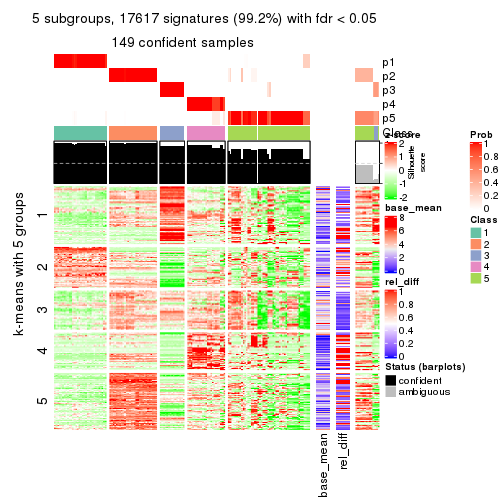 5 subgroups, 17617 signatures (99.2%) with fdr < 0.05
149 confident samples
p1
p2
p3
p4
p5
Class
Silhouette
score
k-means with 5 groups
1
2
3
4
5
base_mean
rel_diff
z-score
2
1
0
-1
-2
base_mean
8
6
4
2
0
rel_diff
1
0.8
0.6
0.4
0.2
0
Status (barplots)
confident
ambiguous
Prob
1
0.8
0.6
0.4
0.2
0
Class
1
2
3
4
5